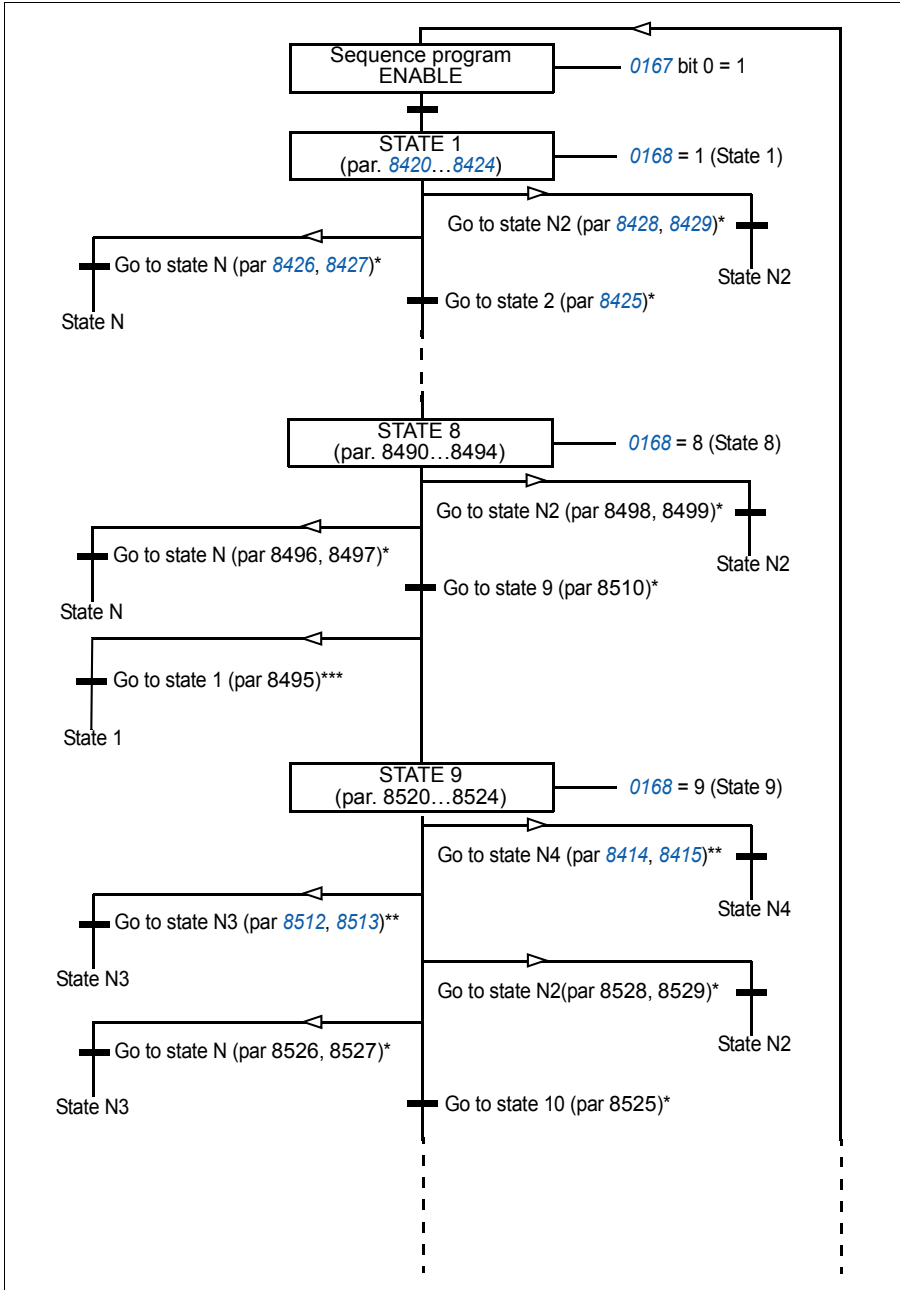 Sequence program
ENABLE
0167 bit 0 = 1
STATE 1
(par. 8420…8424)
0168 = 1 (State 1)
Go to state N2 (par 8428, 8429)*
State N2
Go to state N (par 8426, 8427)*
State N
Go to state 2 (par 8425)*
STATE 8
(par. 8490…8494)
0168 = 8 (State 8)
Go to state N2 (par 8498, 8499)*
State N2
Go to state N (par 8496, 8497)*
State N
Go to state 9 (par 8510)*
Go to state 1 (par 8495)***
State 1
STATE 9
(par. 8520…8524)
0168 = 9 (State 9)
Go to state N4 (par 8414, 8415)**
State N4
Go to state N3 (par 8512, 8513)**
State N3
Go to state N2(par 8528, 8529)*
State N2
Go to state N (par 8526, 8527)*
State N3
Go to state 10 (par 8525)*